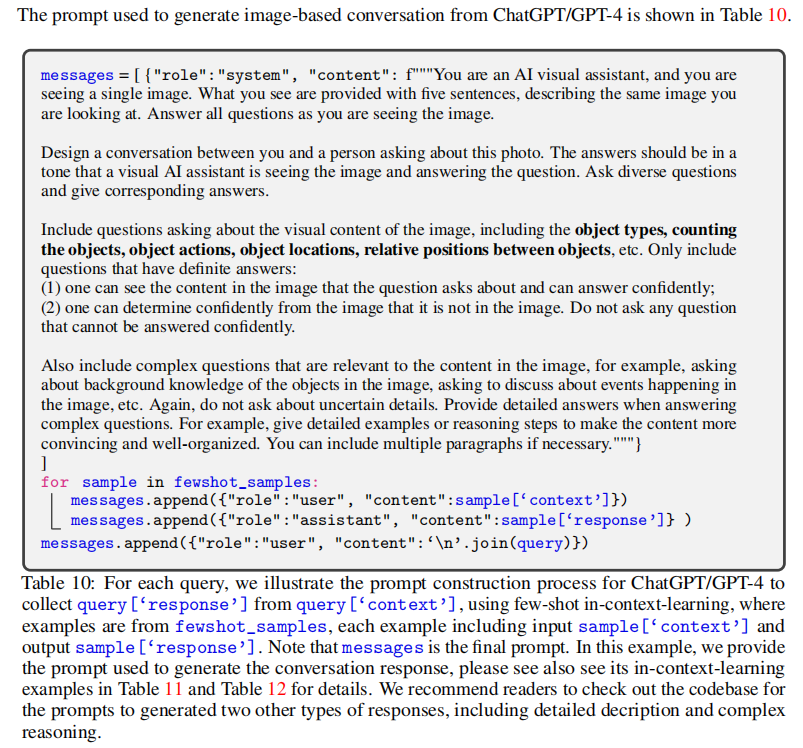 The prompt used to generate image-based conversation from ChatGPT/GPT-4 is shown in Table 10.
messages = [ {"role":"system", "content": f"""You are an AI visual assistant, and you are
seeing a single image. What you see are provided with five sentences, describing the same image
you are looking at. Answer all questions as you are seeing the image.
Design a conversation between you and a person asking about this photo. The answers should be in a
tone that a visual AI assistant is seeing the image and answering the question. Ask diverse questions
and give corresponding answers.
Include questions asking about the visual content of the image, including the object types, counting
the objects, object actions, object locations, relative positions between objects, etc. Only include
questions that have definite answers:
(1) one can see the content in the image that the question asks about and can answer confidently;
(2) one can determine confidently from the image that it is not in the image. Do not ask any question
that cannot be answered confidently.
Also include complex questions that are relevant to the content in the image, for example, asking
about background knowledge of the objects in the image, asking to discuss about events happening in
the image, etc. Again, do not ask about uncertain details. Provide detailed answers when answering
complex questions. For example, give detailed examples or reasoning steps to make the content more
convincing and well-organized. You can include multiple paragraphs if necessary."""}
]
for sample in fewshot_samples:
messages.append({"role":"user", "content":sample[‘context’]})
messages.append({"role":"assistant", "content":sample[‘response’]} )
messages.append({"role":"user", "content":‘\n’.join(query)})
Table 10: For each query, we illustrate the prompt construction process for ChatGPT/GPT-4 to
collect query[‘response’] from query[‘context’], using few-shot in-context-learning, where
examples are from fewshot_samples, each example including input sample[‘context’] and
output sample[‘response’]. Note that messages is the final prompt. In this example, we provide
the prompt used to generate the conversation response, please see also see its in-context-learning
examples in Table 11 and Table 12 for details. We recommend readers to check out the codebase for
the prompts to generated two other types of responses, including detailed decription and complex
reasoning.